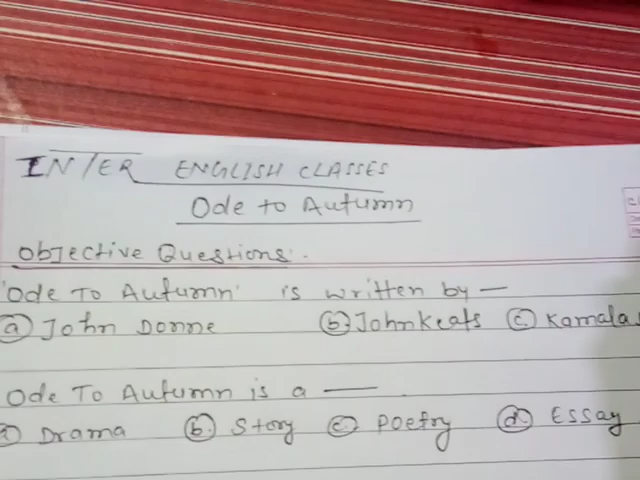 INTER ENGLISH CLASSES
Ode to Autumn
Objective Questions.
'Ode To Autumn' is written by —
(a) John Donne (b) John Keats (c) Kamala
Ode To Autumn is a —.
(a) Drama (b) Story (c) Poetry (d) Essay